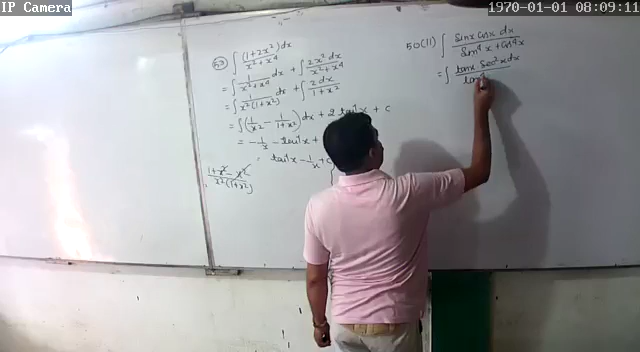 IP Camera
1970-01-01 08:09:11
50 ∫ (1+2x²)dx / x²+x⁴
= ∫ 1/x²+x⁴ dx + ∫ 2x² dx / x²+x⁴
= ∫ 1/x²(1+x²) dx + ∫ 2dx / 1+x²
= ∫ (1/x² - 1/1+x²) dx + 2 tan⁻¹x + c
= -1/x - tan⁻¹x +
= tan⁻¹x - 1/x + c
1+x² - x² / x²(1+x²)
50(11) ∫ Sinx Cosx dx / Sin⁴x + Cos⁴x
= ∫ tanx Sec²x dx / tan